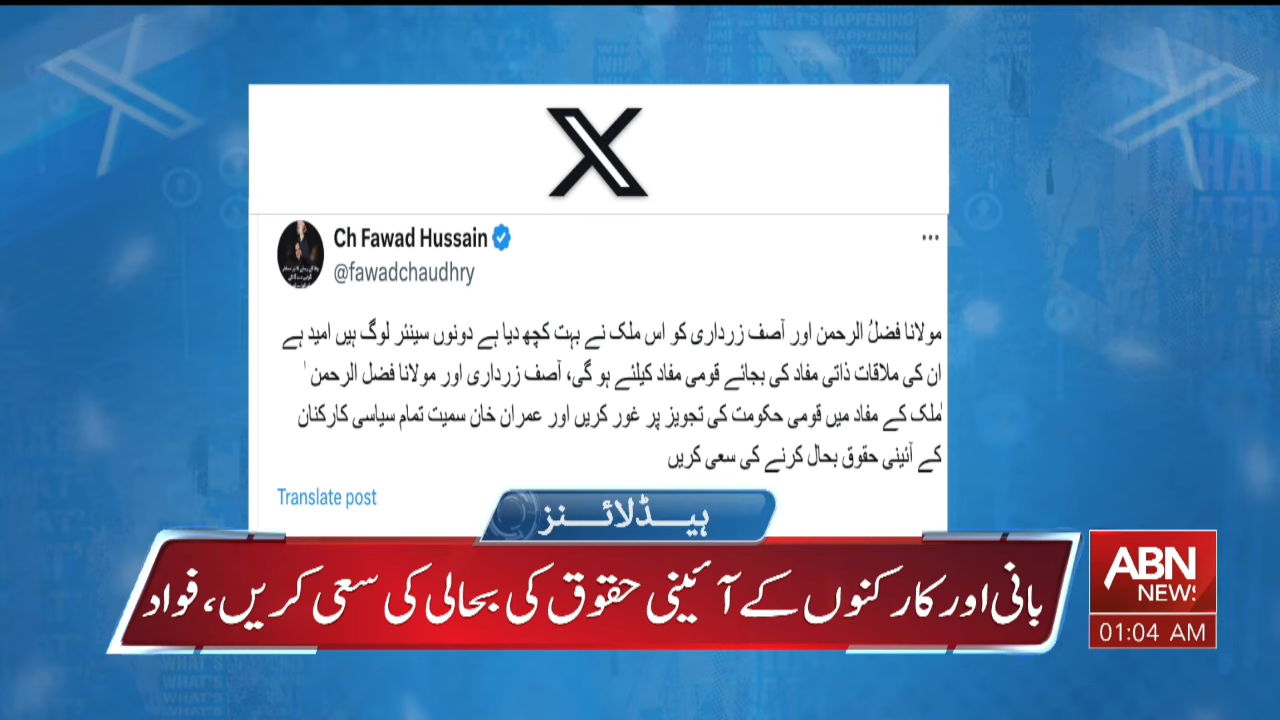 Ch Fawad Hussain
@fawadchaudhry
مولانا فضلُ الرحمن اور آصف زرداری کو اس ملک نے بہت کچھ دیا ہے دونوں سینئر لوگ ہیں امید ہے
ان کی ملاقات ذاتی مفاد کی بجائے قومی مفاد کیلئے ہو گی، آصف زرداری اور مولانا فضل الرحمن
ملک کے مفاد میں قومی حکومت کی تجویز پر غور کریں اور عمران خان سمیت تمام سیاسی کارکنان
کے آئینی حقوق بحال کرنے کی سعی کریں
Translate post
ہیڈلائنز
بانی اور کارکنوں کے آئینی حقوق کی بحالی کی سعی کریں، فواد
ABN
NEWS
01:04 AM